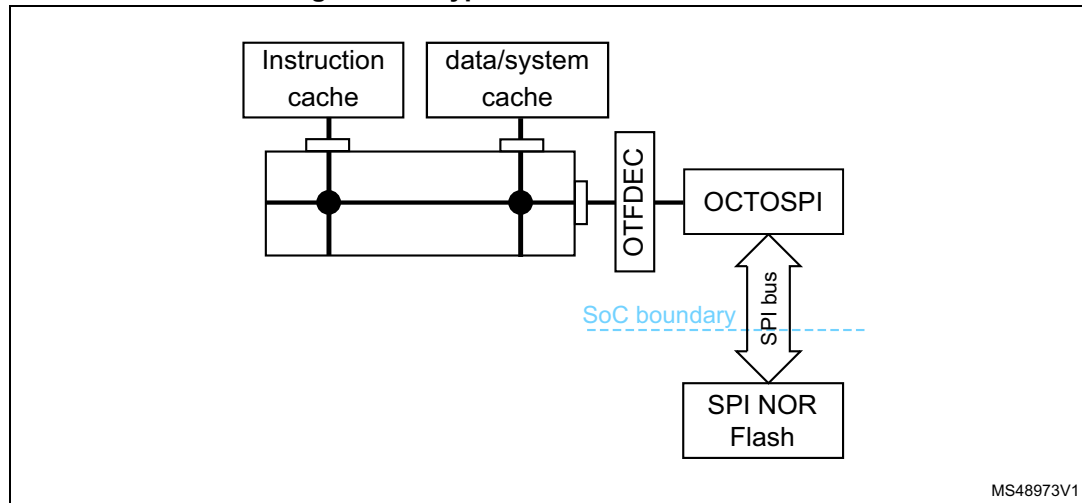 Instruction
cache
data/system
cache
OTFDEC
OCTOSPI
SPI bus
SoC boundary
SPI NOR
Flash
MS48973V1